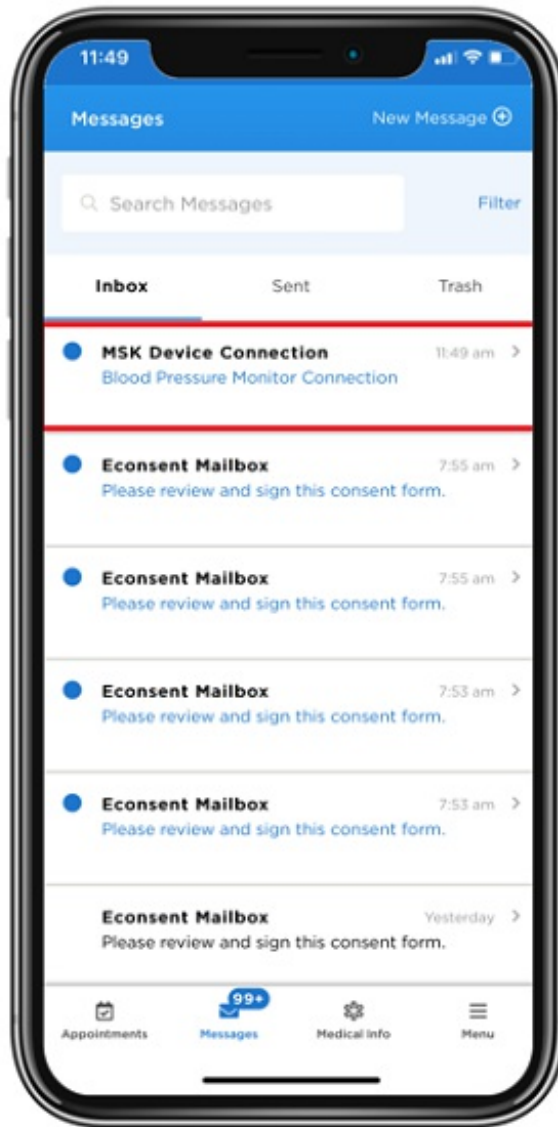 11:49
Messages
New Message
Search Messages
Filter
Inbox Sent Trash
MSK Device Connection 11:49 am
Blood Pressure Monitor Connection
Econsent Mailbox 7:55 am
Please review and sign this consent form.
Econsent Mailbox 7:55 am
Please review and sign this consent form.
Econsent Mailbox 7:53 am
Please review and sign this consent form.
Econsent Mailbox 7:53 am
Please review and sign this consent form.
Econsent Mailbox Yesterday
Please review and sign this consent form.
99+
Appointments Messages Medical Info Menu